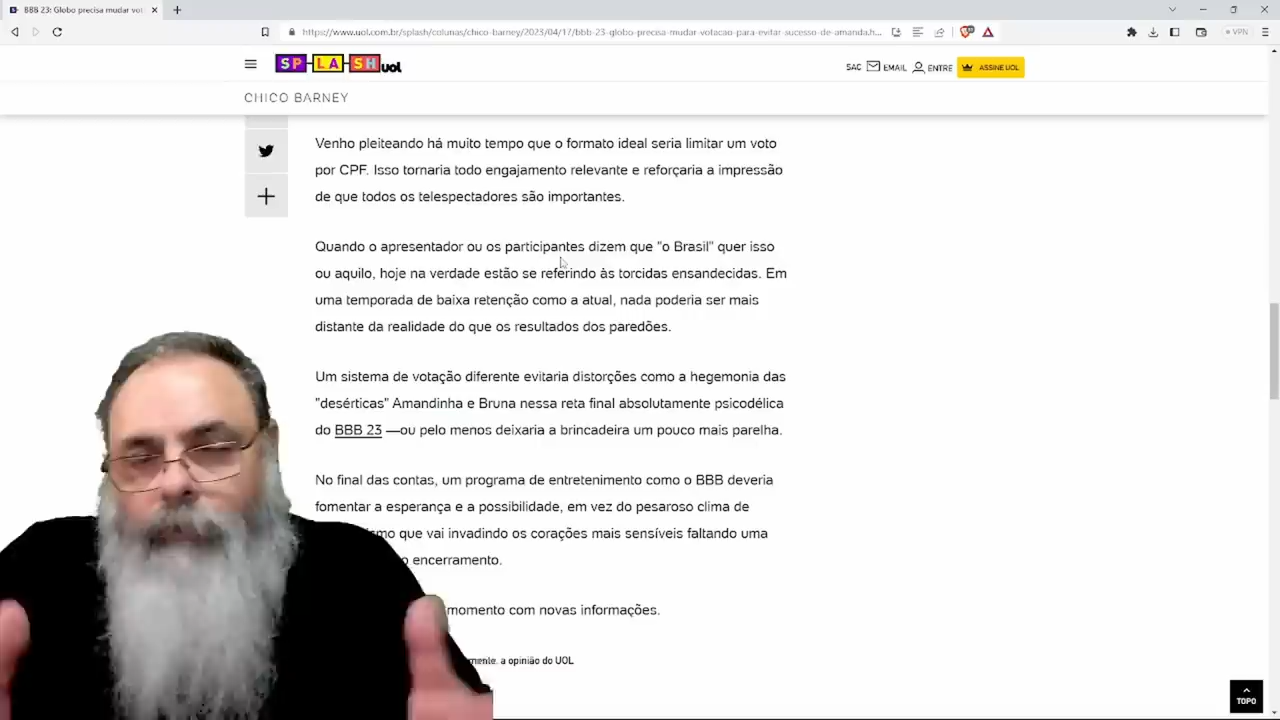 BBB 23: Globo precisa mudar vot
https://www.uol.com.br/splash/colunas/chico-barney/2023/04/17/bbb-23-globo-precisa-mudar-votacao-para-evitar-sucesso-de-amanda.h...
VPN
SPLASH uol
SAC EMAIL ENTRE ASSINE UOL
CHICO BARNEY
Venho pleiteando há muito tempo que o formato ideal seria limitar um voto
por CPF. Isso tornaria todo engajamento relevante e reforçaria a impressão
de que todos os telespectadores são importantes.
Quando o apresentador ou os participantes dizem que "o Brasil" quer isso
ou aquilo, hoje na verdade estão se referindo às torcidas ensandecidas. Em
uma temporada de baixa retenção como a atual, nada poderia ser mais
distante da realidade do que os resultados dos paredões.
Um sistema de votação diferente evitaria distorções como a hegemonia das
"desérticas" Amandinha e Bruna nessa reta final absolutamente psicodélica
do BBB 23 —ou pelo menos deixaria a brincadeira um pouco mais parelha.
No final das contas, um programa de entretenimento como o BBB deveria
fomentar a esperança e a possibilidade, em vez do pesaroso clima de
smo que vai invadindo os corações mais sensíveis faltando uma
o encerramento.
momento com novas informações.
mente, a opinião do UOL
TOPO